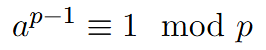 a^{p-1} ≡ 1 mod p